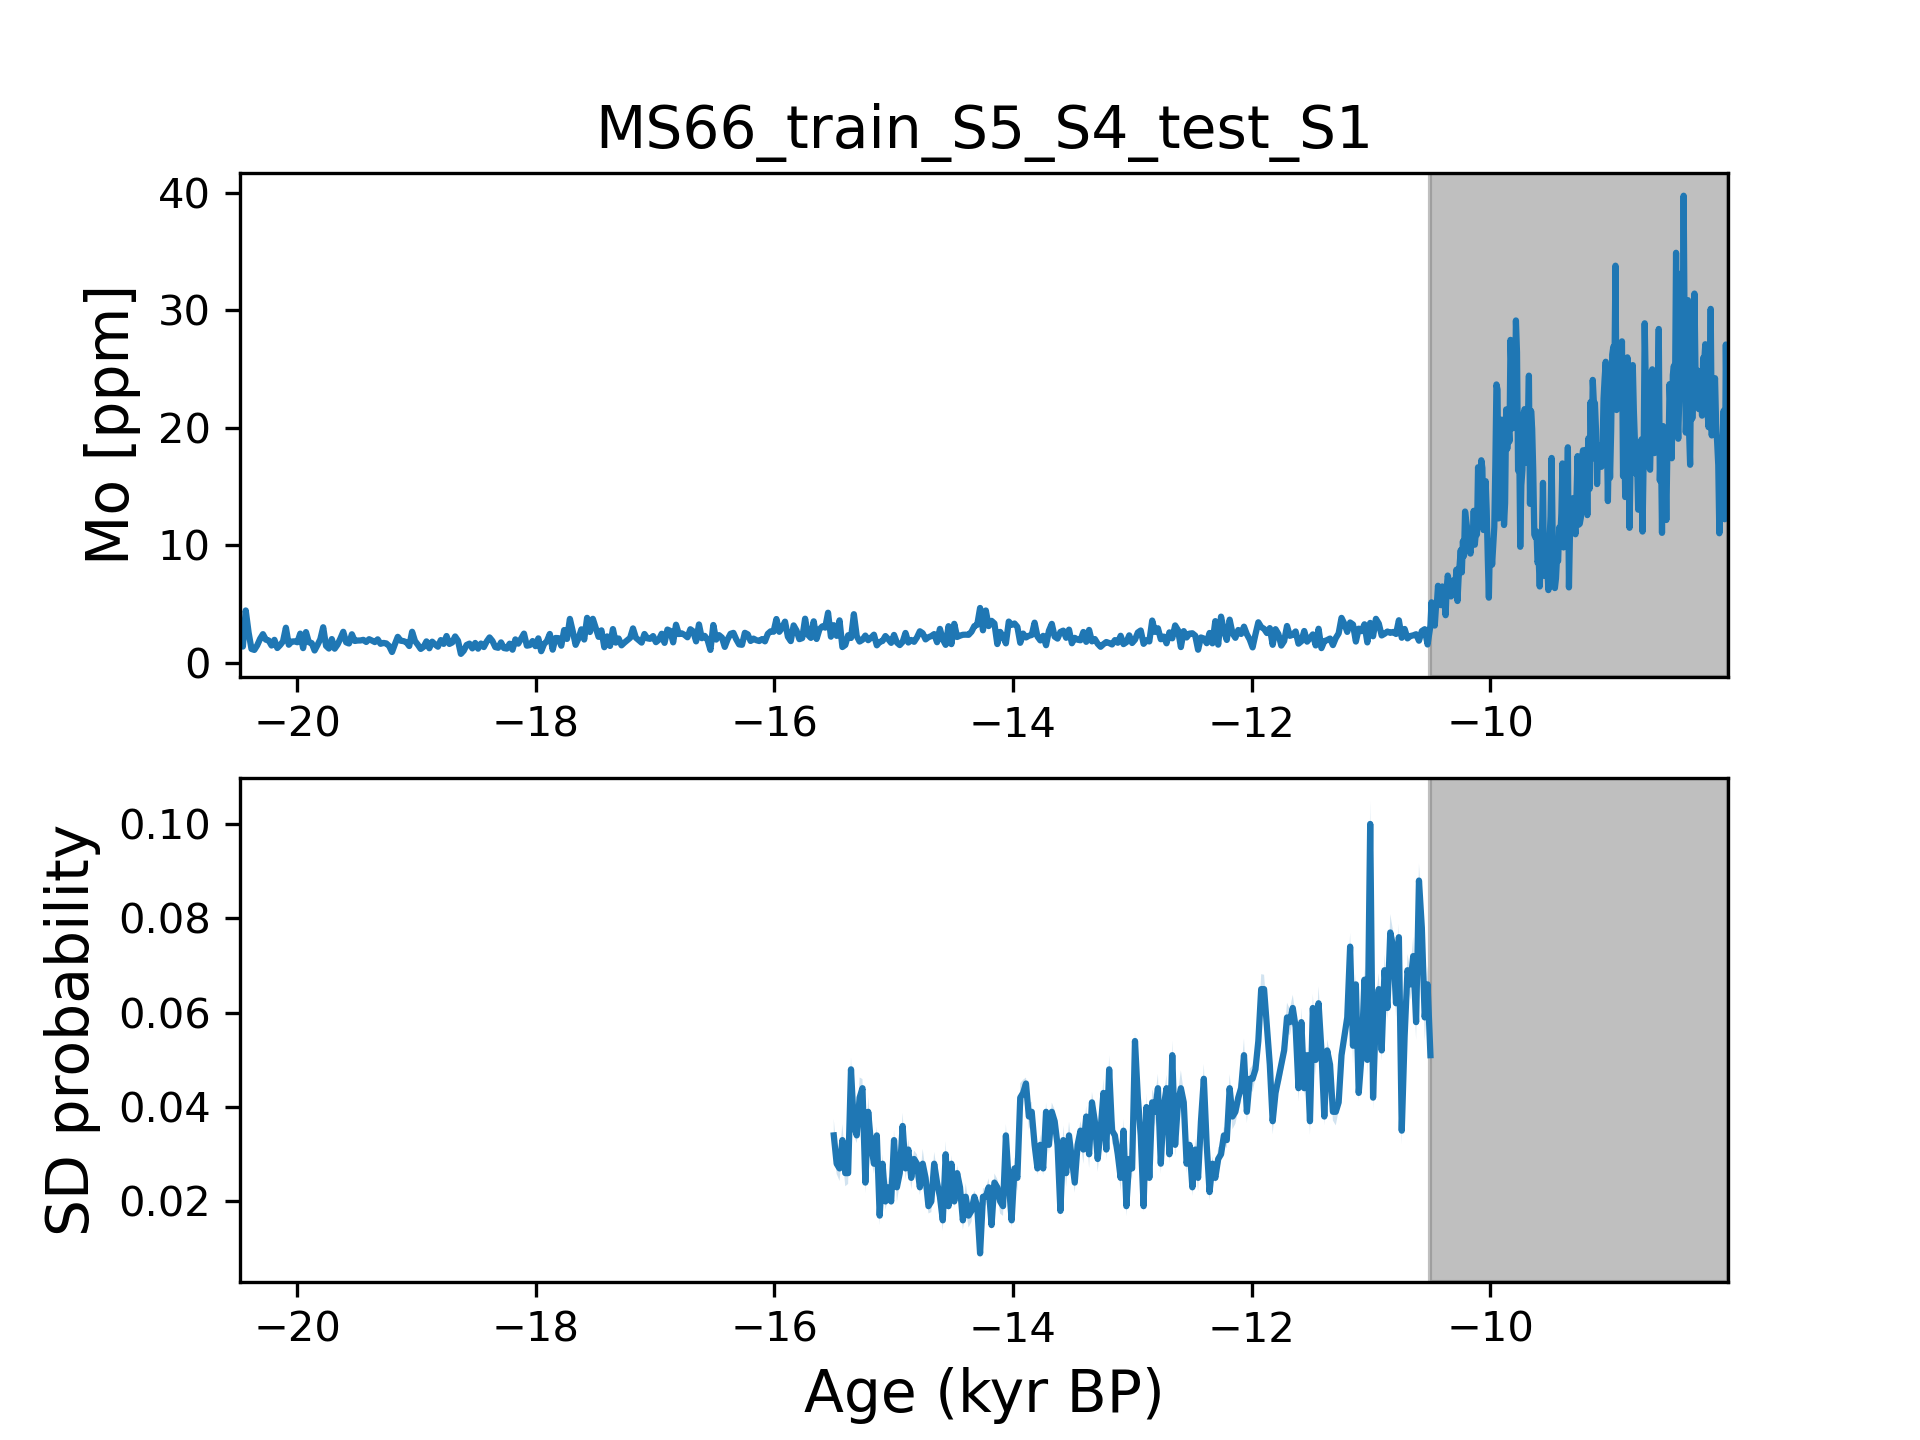 MS66_train_S5_S4_test_S1
Mo [ppm]
40
30
20
10
0
−20 −18 −16 −14 −12 −10
SD probability
0.10
0.08
0.06
0.04
0.02
−20 −18 −16 −14 −12 −10
Age (kyr BP)